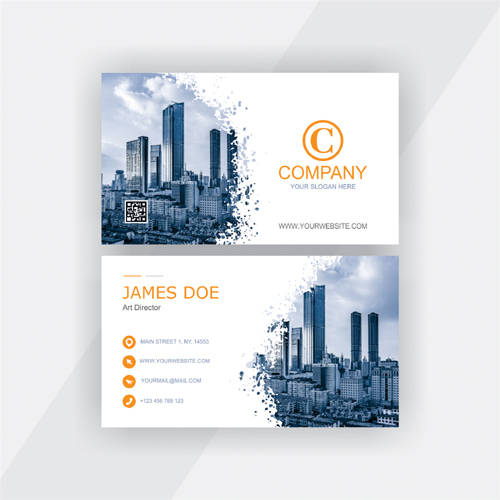 C
COMPANY
YOUR SLOGAN HERE
WWW.YOURWEBSITE.COM
JAMES DOE
Art Director
MAIN STREET 1, NY, 14553
WWW.YOURWEBSITE.COM
YOURMAIL@MAIL.COM
+123 456 789 123